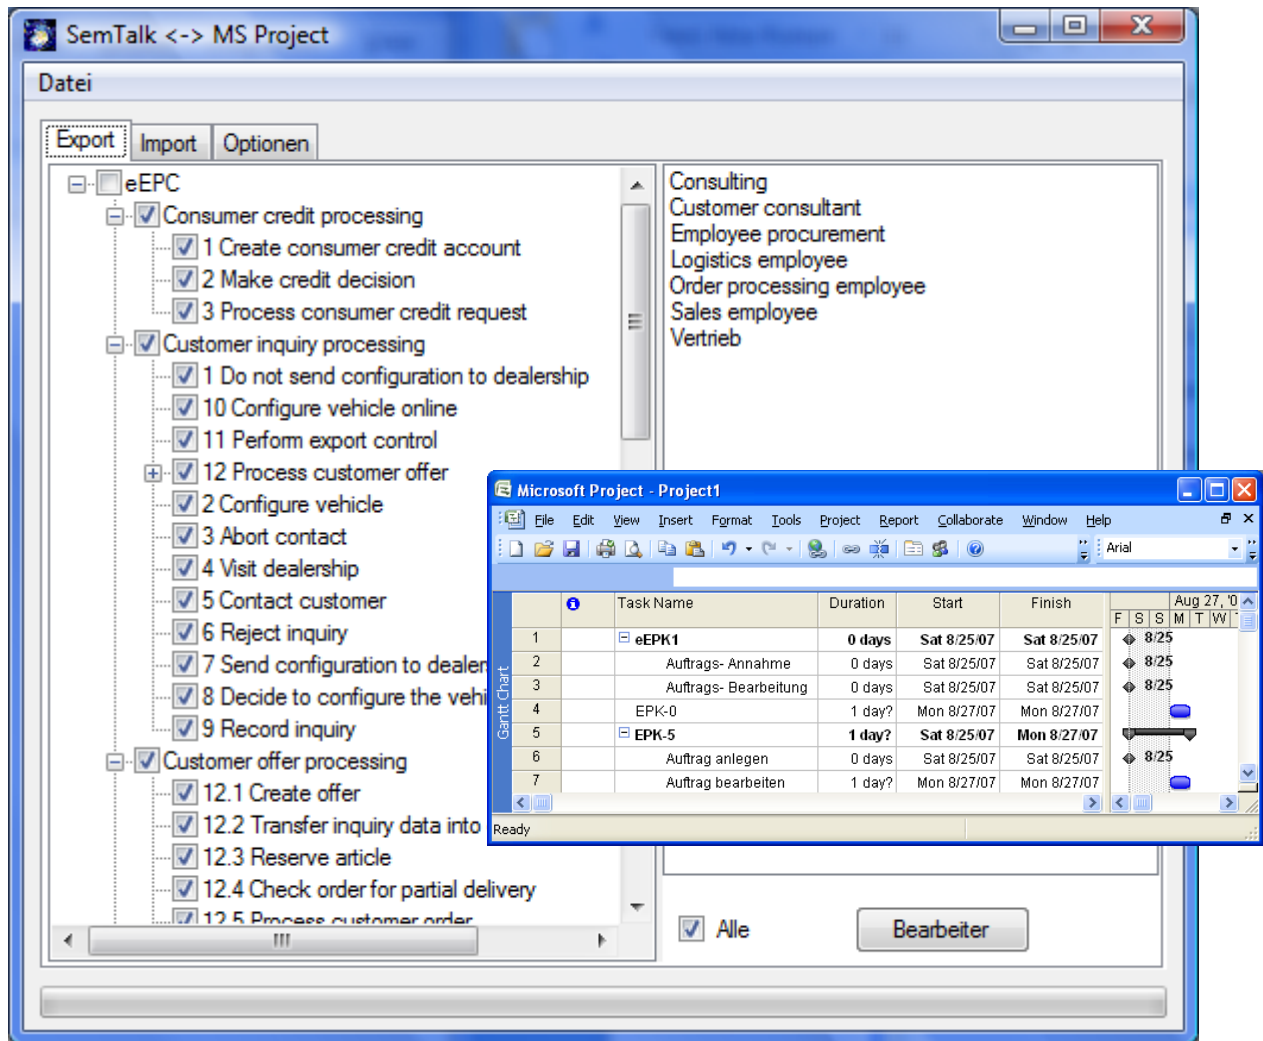 SemTalk <-> MS Project
Datei
Export Import Optionen
eEPC
Consumer credit processing
1 Create consumer credit account
2 Make credit decision
3 Process consumer credit request
Customer inquiry processing
1 Do not send configuration to dealership
10 Configure vehicle online
11 Perform export control
12 Process customer offer
2 Configure vehicle
3 Abort contact
4 Visit dealership
5 Contact customer
6 Reject inquiry
7 Send configuration to dealer
8 Decide to configure the vehi
9 Record inquiry
Customer offer processing
12.1 Create offer
12.2 Transfer inquiry data into
12.3 Reserve article
12.4 Check order for partial delivery
12.5 Process customer order
Consulting
Customer consultant
Employee procurement
Logistics employee
Order processing employee
Sales employee
Vertrieb
Alle Bearbeiter
Microsoft Project - Project1
File Edit View Insert Format Tools Project Report Collaborate Window Help
Arial
Task Name Duration Start Finish Aug 27, '0
F S S M T W
1 eEPK1 0 days Sat 8/25/07 Sat 8/25/07 8/25
2 Auftrags- Annahme 0 days Sat 8/25/07 Sat 8/25/07 8/25
3 Auftrags- Bearbeitung 0 days Sat 8/25/07 Sat 8/25/07 8/25
4 EPK-0 1 day? Mon 8/27/07 Mon 8/27/07
5 EPK-5 1 day? Sat 8/25/07 Mon 8/27/07
6 Auftrag anlegen 0 days Sat 8/25/07 Sat 8/25/07 8/25
7 Auftrag bearbeiten 1 day? Mon 8/27/07 Mon 8/27/07
Gantt Chart
Ready